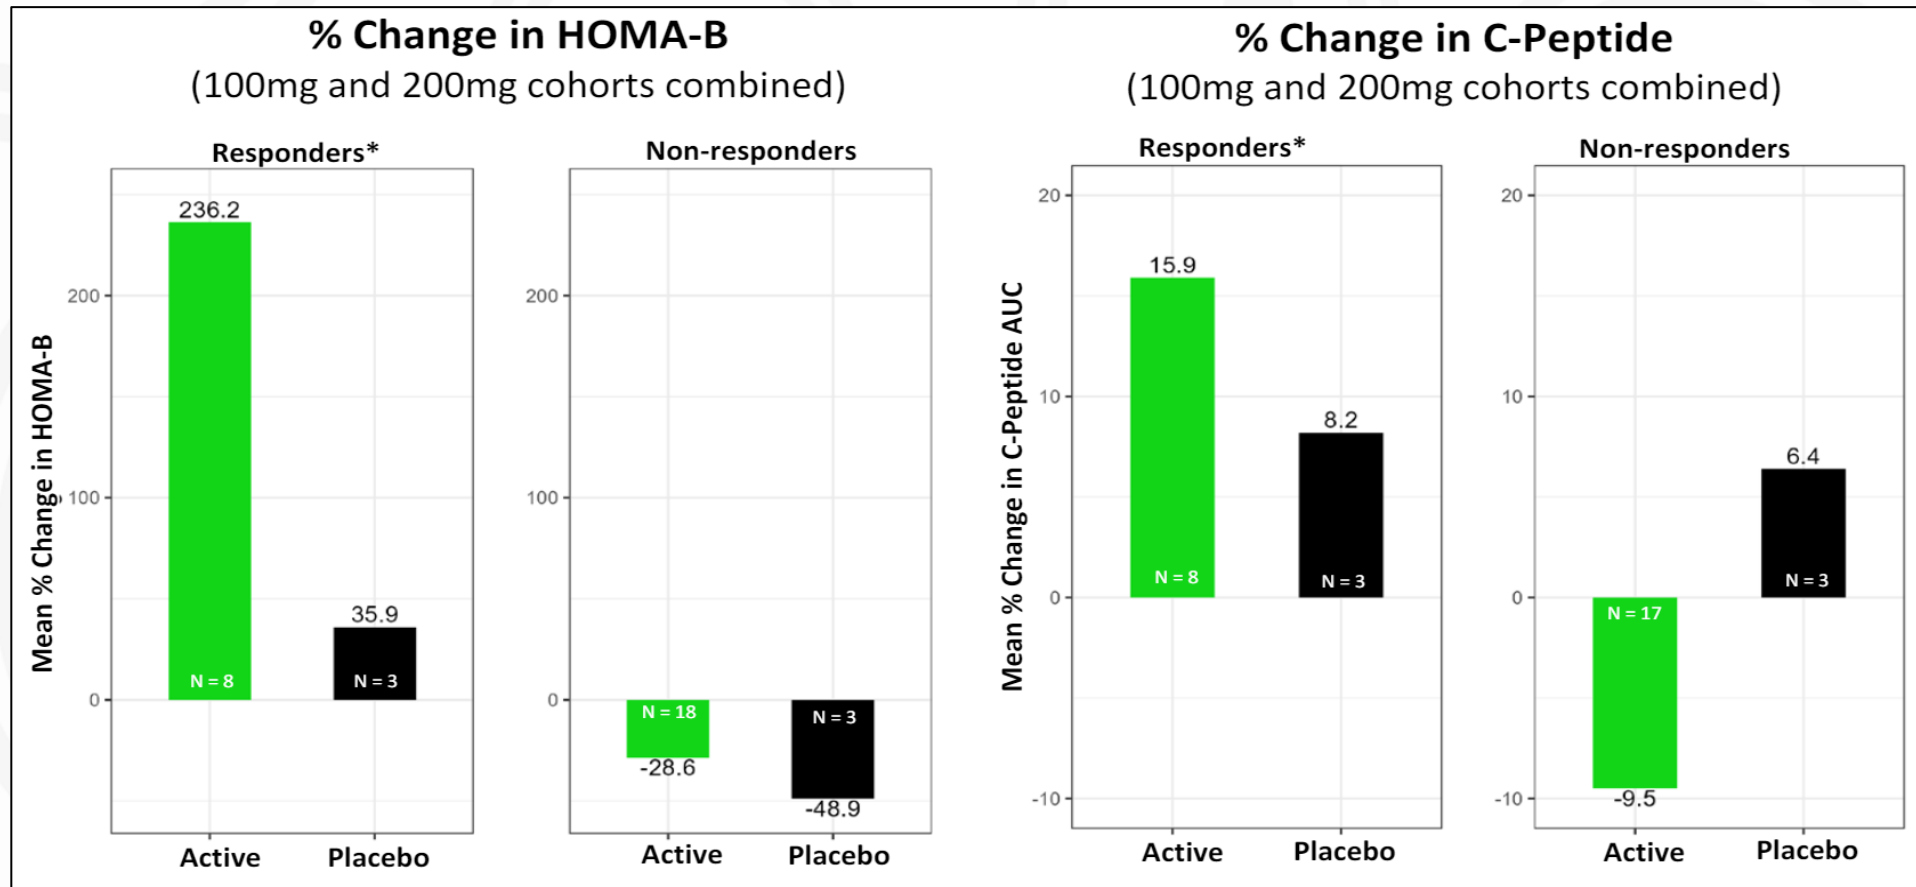 % Change in HOMA-B
(100mg and 200mg cohorts combined)
Responders*
Non-responders
Mean % Change in HOMA-B
200
100
0
236.2
N = 8
35.9
N = 3
Active
Placebo
200
100
0
N = 18
-28.6
N = 3
-48.9
Active
Placebo
% Change in C-Peptide
(100mg and 200mg cohorts combined)
Responders*
Non-responders
Mean % Change in C-Peptide AUC
20
10
0
-10
15.9
N = 8
8.2
N = 3
Active
Placebo
20
10
0
-10
N = 17
-9.5
6.4
N = 3
Active
Placebo